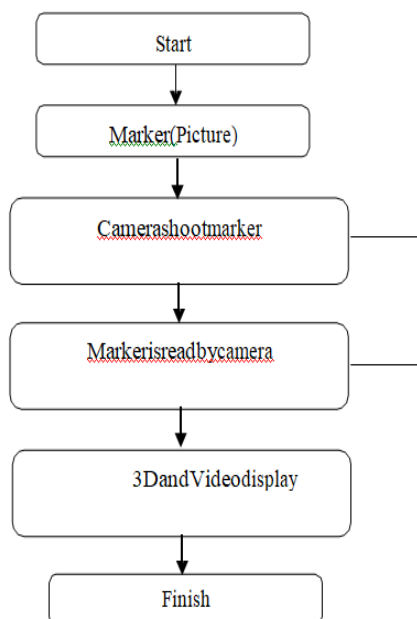 Start
Marker(Picture)
Camerashootmarker
Markerisreadbycamera
3DandVideodisplay
Finish